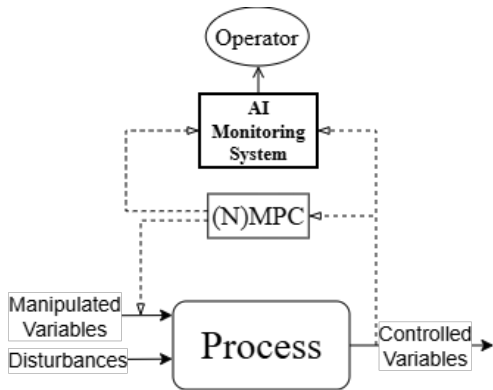 Operator
AI
Monitoring
System
(N)MPC
Manipulated
Variables
Disturbances
Process
Controlled
Variables